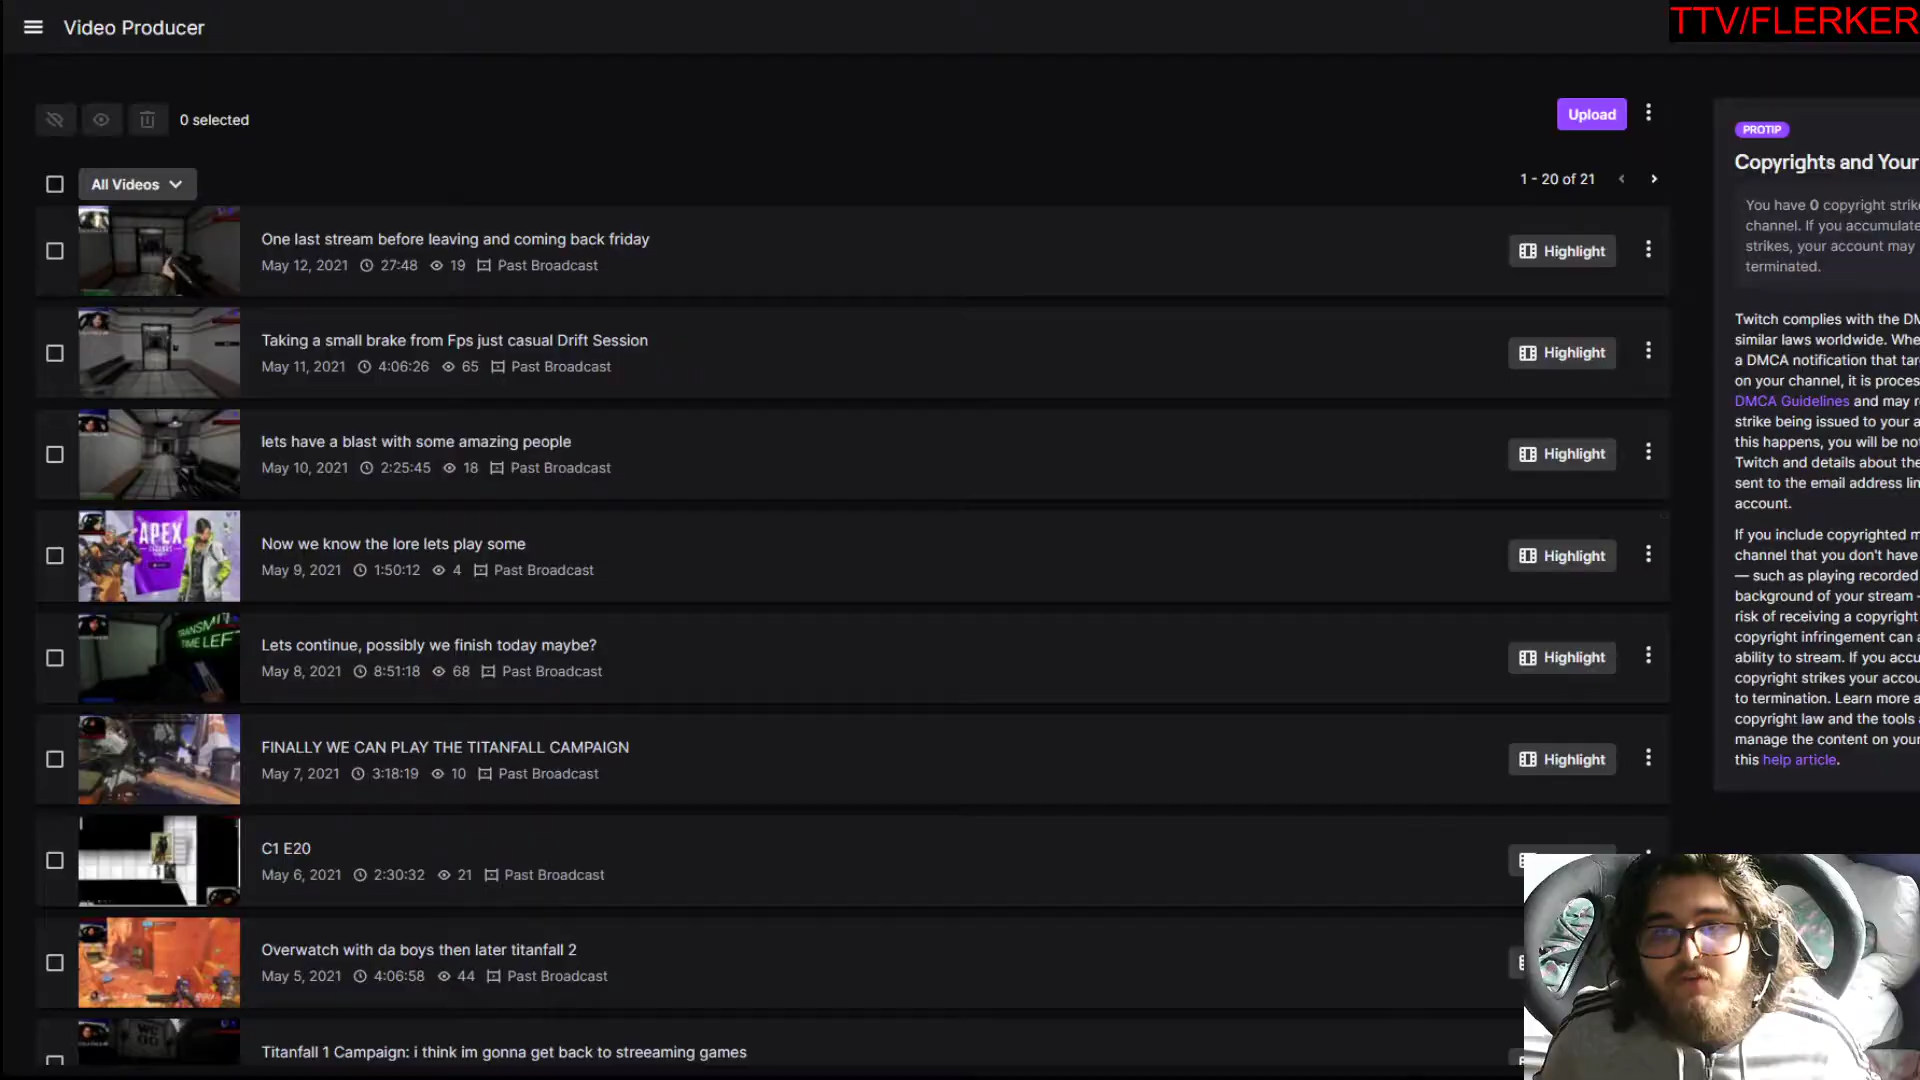 Video Producer
TTV/FLERKER
0 selected
Upload
All Videos
1 - 20 of 21
One last stream before leaving and coming back friday
May 12, 2021 27:48 19 Past Broadcast
Highlight
Taking a small brake from Fps just casual Drift Session
May 11, 2021 4:06:26 65 Past Broadcast
Highlight
lets have a blast with some amazing people
May 10, 2021 2:25:45 18 Past Broadcast
Highlight
APEX
Now we know the lore lets play some
May 9, 2021 1:50:12 4 Past Broadcast
Highlight
TRANSMIT
TIME LEFT
Lets continue, possibly we finish today maybe?
May 8, 2021 8:51:18 68 Past Broadcast
Highlight
FINALLY WE CAN PLAY THE TITANFALL CAMPAIGN
May 7, 2021 3:18:19 10 Past Broadcast
Highlight
C1 E20
May 6, 2021 2:30:32 21 Past Broadcast
Overwatch with da boys then later titanfall 2
May 5, 2021 4:06:58 44 Past Broadcast
Titanfall 1 Campaign: i think im gonna get back to streeaming games
PROTIP
Copyrights and Your
You have 0 copyright strike
channel. If you accumulate
strikes, your account may
terminated.
Twitch complies with the DM
similar laws worldwide. Whe
a DMCA notification that tar
on your channel, it is proces
DMCA Guidelines and may re
strike being issued to your a
this happens, you will be not
Twitch and details about the
sent to the email address lin
account.
If you include copyrighted m
channel that you don't have
— such as playing recorded
background of your stream -
risk of receiving a copyright
copyright infringement can a
ability to stream. If you accu
copyright strikes your accou
to termination. Learn more a
copyright law and the tools
manage the content on your
this help article.